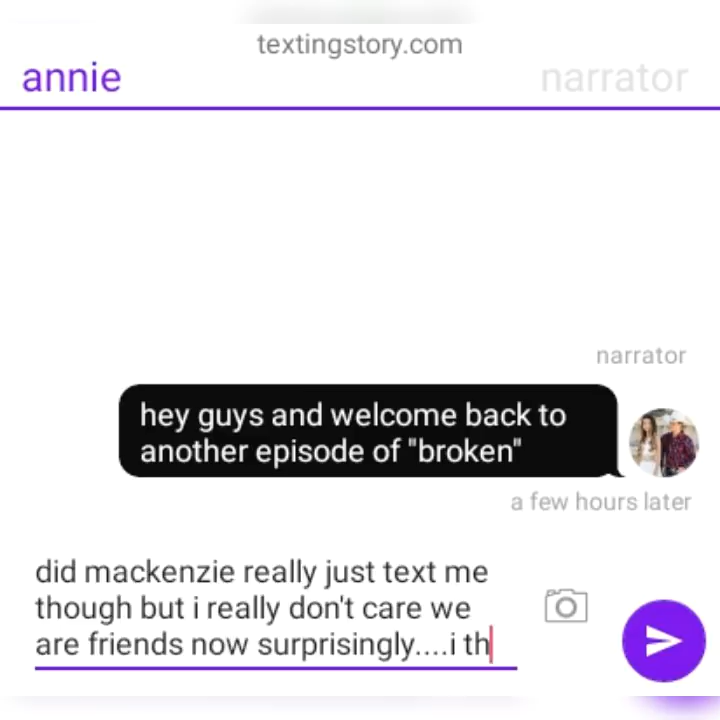 textingstory.com
annie
narrator
narrator
hey guys and welcome back to
another episode of "broken"
a few hours later
did mackenzie really just text me
though but i really don't care we
are friends now surprisingly....i th